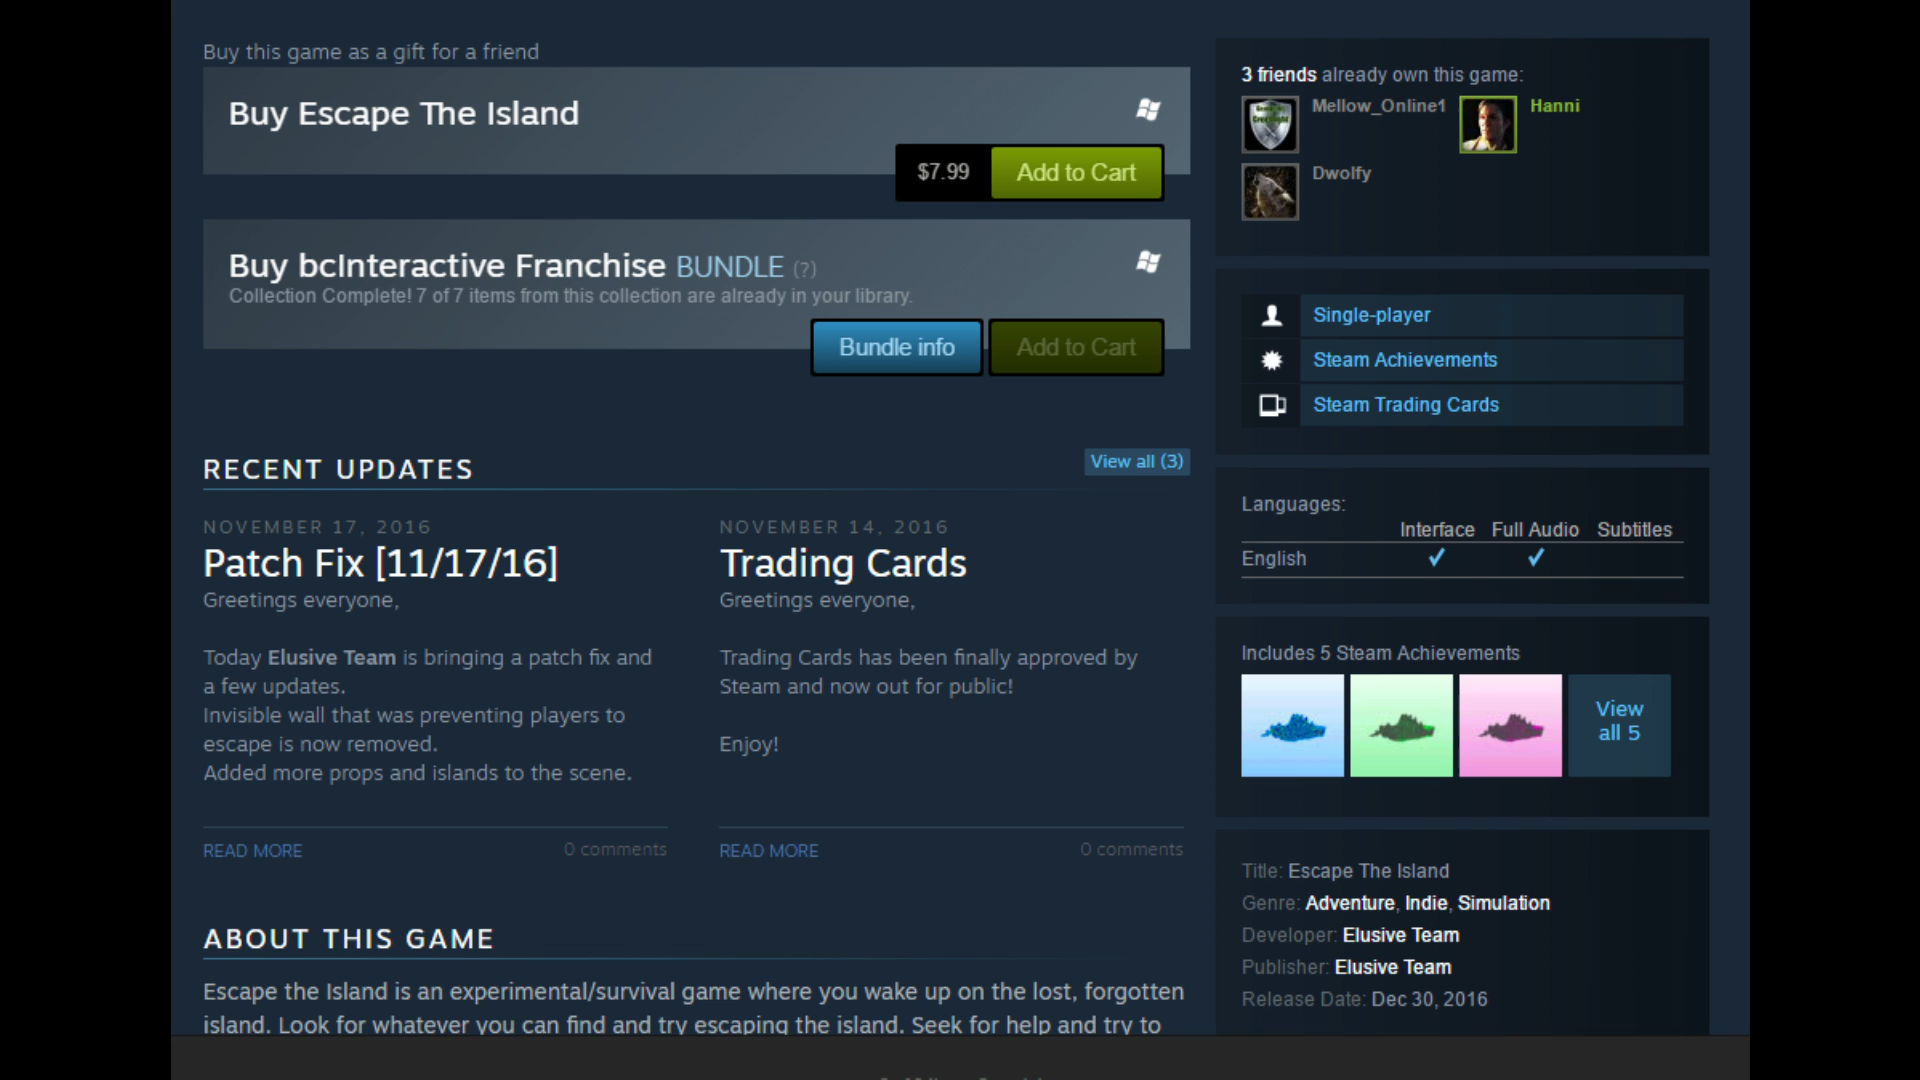 Buy this game as a gift for a friend
Buy Escape The Island
$7.99
Add to Cart
Buy bcInteractive Franchise BUNDLE (?)
Collection Complete! 7 of 7 items from this collection are already in your library.
Bundle info
Add to Cart
RECENT UPDATES
View all (3)
NOVEMBER 17, 2016
Patch Fix [11/17/16]
Greetings everyone,
Today Elusive Team is bringing a patch fix and
a few updates.
Invisible wall that was preventing players to
escape is now removed.
Added more props and islands to the scene.
READ MORE
0 comments
NOVEMBER 14, 2016
Trading Cards
Greetings everyone,
Trading Cards has been finally approved by
Steam and now out for public!
Enjoy!
READ MORE
0 comments
ABOUT THIS GAME
Escape the Island is an experimental/survival game where you wake up on the lost, forgotten
island. Look for whatever you can find and try escaping the island. Seek for help and try to
3 friends already own this game:
Mellow_Online1
Hanni
Dwolfy
Single-player
Steam Achievements
Steam Trading Cards
Languages:
Interface Full Audio Subtitles
English
Includes 5 Steam Achievements
View
all 5
Title: Escape The Island
Genre: Adventure, Indie, Simulation
Developer: Elusive Team
Publisher: Elusive Team
Release Date: Dec 30, 2016